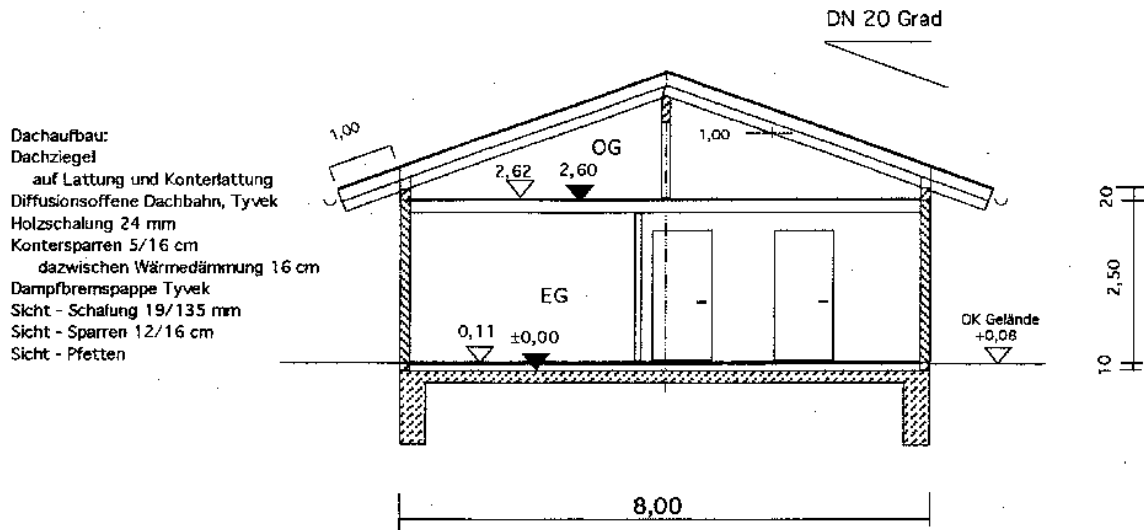 DN 20 Grad
Dachaufbau:
Dachziegel
auf Lattung und Konterlattung
Diffusionsoffene Dachbahn, Tyvek
Holzschalung 24 mm
Kontersparren 5/16 cm
dazwischen Wärmedämmung 16 cm
Dampfbremspappe Tyvek
Sicht - Schalung 19/135 mm
Sicht - Sparren 12/16 cm
Sicht - Pfetten
1,00
OG
1,00
2,62
2,60
20
EG
2,50
0,11
±0,00
OK Gelände
+0,08
10
8,00